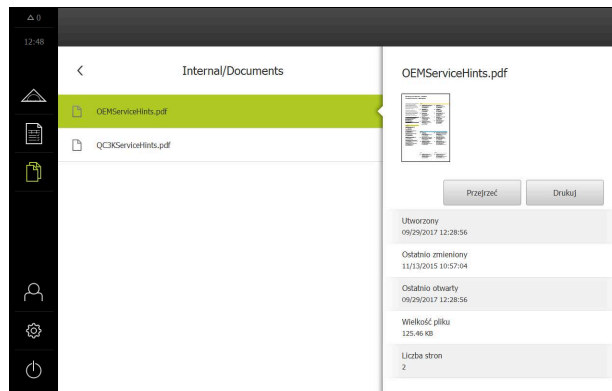 0
12:48
Internal/Documents
OEMServiceHints.pdf
QC3KServiceHints.pdf
OEMServiceHints.pdf
Przejrzeć
Drukuj
Utworzony
09/29/2017 12:28:56
Ostatnio zmieniony
11/13/2015 10:57:04
Ostatnio otwarty
09/29/2017 12:28:56
Wielkość pliku
125.46 KB
Liczba stron
2